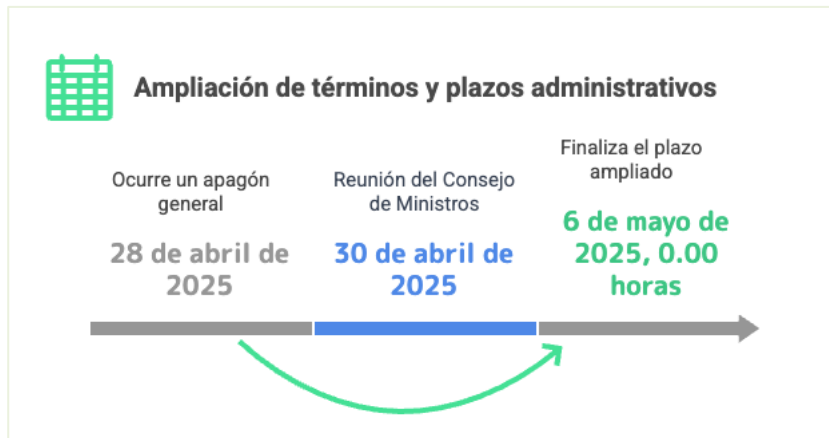 Ampliación de términos y plazos administrativos
Ocurre un apagón
general
28 de abril de
2025
Reunión del Consejo
de Ministros
30 de abril de
2025
Finaliza el plazo
ampliado
6 de mayo de
2025, 0.00
horas